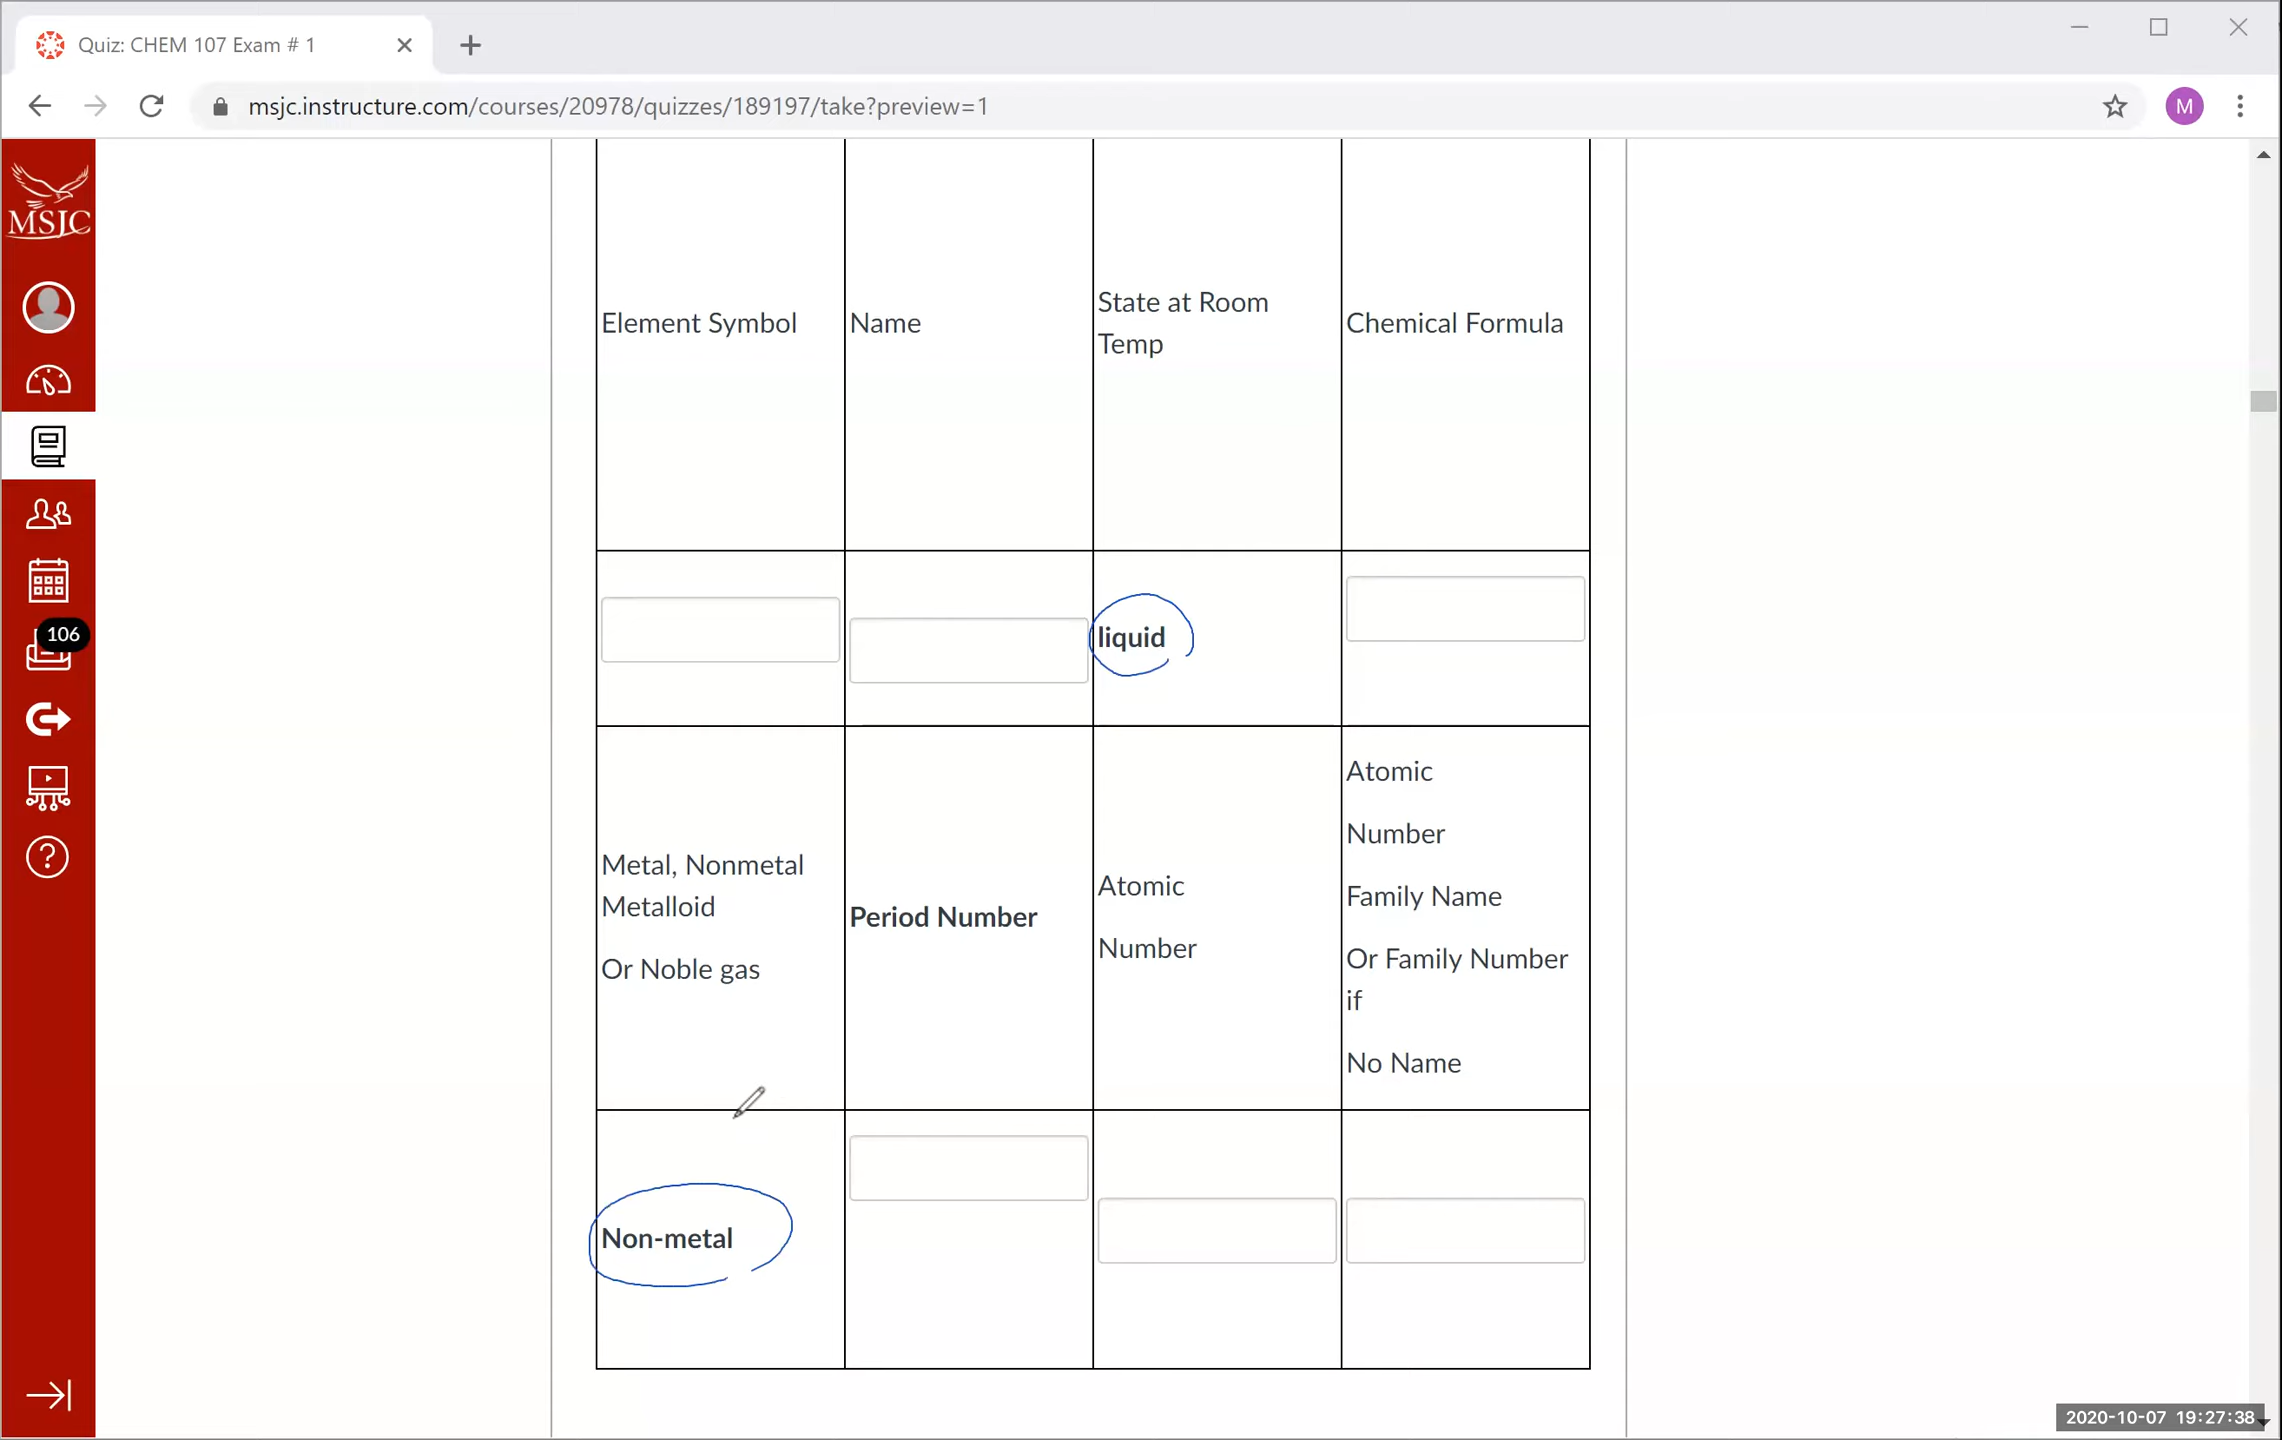 Quiz: CHEM 107 Exam # 1
msjc.instructure.com/courses/20978/quizzes/189197/take?preview=1
M
MSJC
106
Element Symbol
Name
State at Room
Temp
Chemical Formula
liquid
Metal, Nonmetal
Metalloid
Or Noble gas
Period Number
Atomic
Number
Atomic
Number
Family Name
Or Family Number
if
No Name
Non-metal
2020-10-07 19:27:38